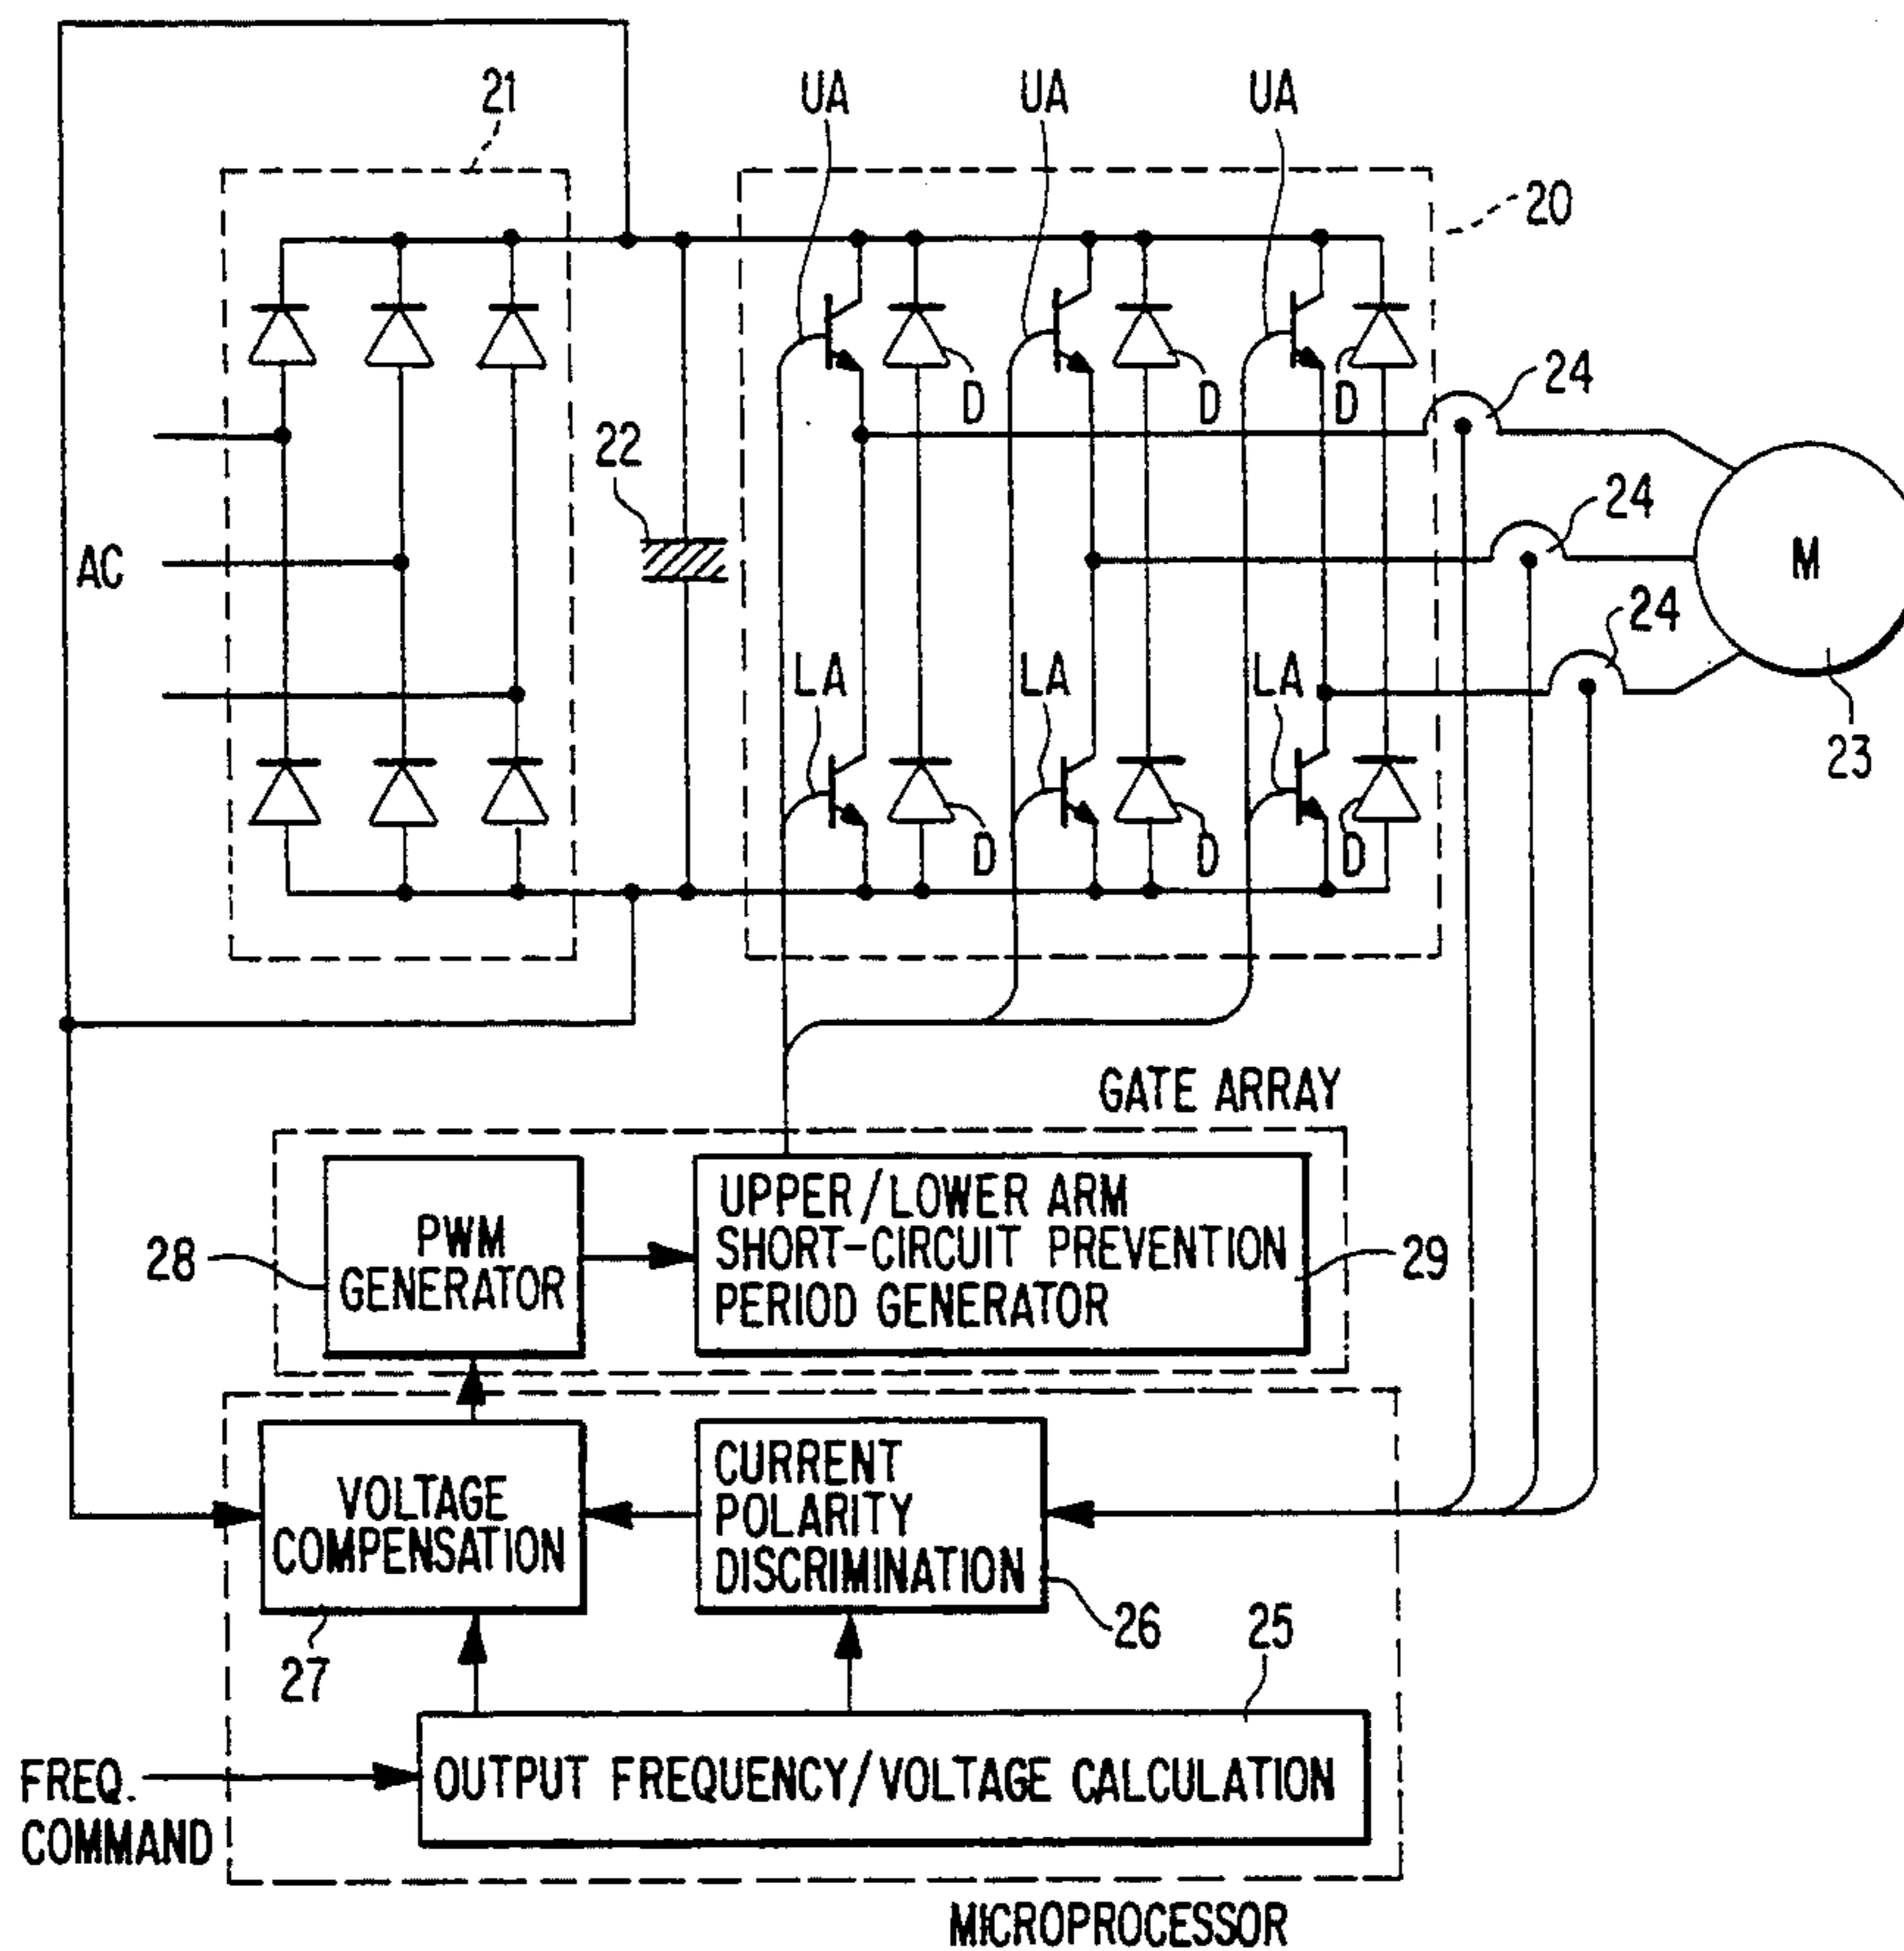 21
UA
UA
UA
20
D
D
D
24
22
24
AC
M
24
LA
LA
LA
23
D
D
D
GATE ARRAY
28
PWM
GENERATOR
UPPER/LOWER ARM
SHORT-CIRCUIT PREVENTION
PERIOD GENERATOR
29
VOLTAGE
COMPENSATION
CURRENT
POLARITY
DISCRIMINATION
27
26
25
FREQ.
COMMAND
OUTPUT FREQUENCY/VOLTAGE CALCULATION
MICROPROCESSOR